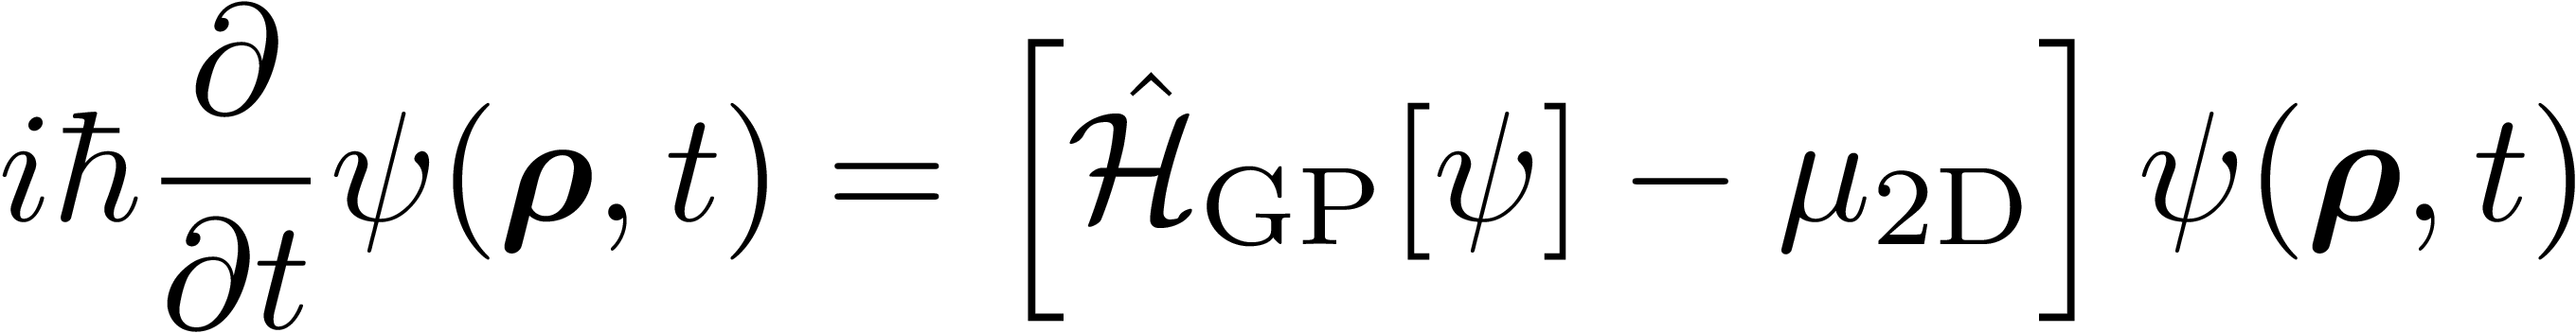 iħ ∂/∂t ψ(ρ, t) = [Ĥ_GP[ψ] − μ_2D] ψ(ρ, t)